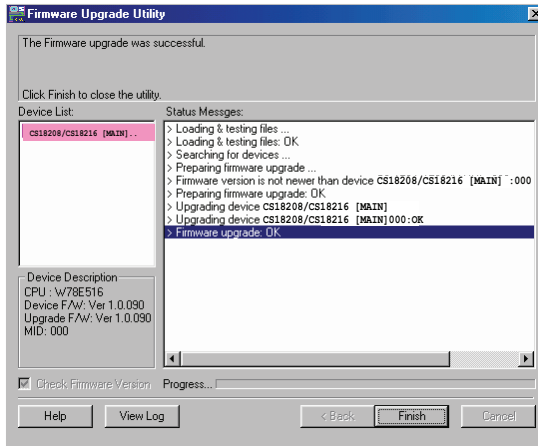 Firmware Upgrade Utility
The Firmware upgrade was successful.
Click Finish to close the utility.
Device List:
CS18208/CS18216 [MAIN]..
Status Messges:
> Loading & testing files ...
> Loading & testing files: OK
> Searching for devices ...
> Preparing firmware upgrade ...
> Firmware version is not newer than device CS18208/CS18216 [MAIN] :000
> Preparing firmware upgrade: OK
> Upgrading device CS18208/CS18216 [MAIN]
> Upgrading device CS18208/CS18216 [MAIN]000:OK
> Firmware upgrade: OK
Device Description
CPU : W78E516
Device F/W: Ver 1.0.090
Upgrade F/W: Ver 1.0.090
MID: 000
Check Firmware Version
Progress...
Help
View Log
< Back
Finish
Cancel